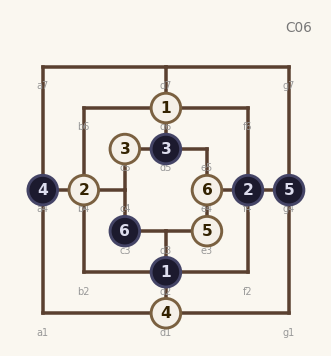 C06
a7 d7 g7
1
b6 d6 f6
3 3
c5 d5 e5
4 2 6 2 5
a4 b4 c4 e4 f4 g4
6 5
c3 d3 e3
1
b2 d2 f2
4
a1 d1 g1